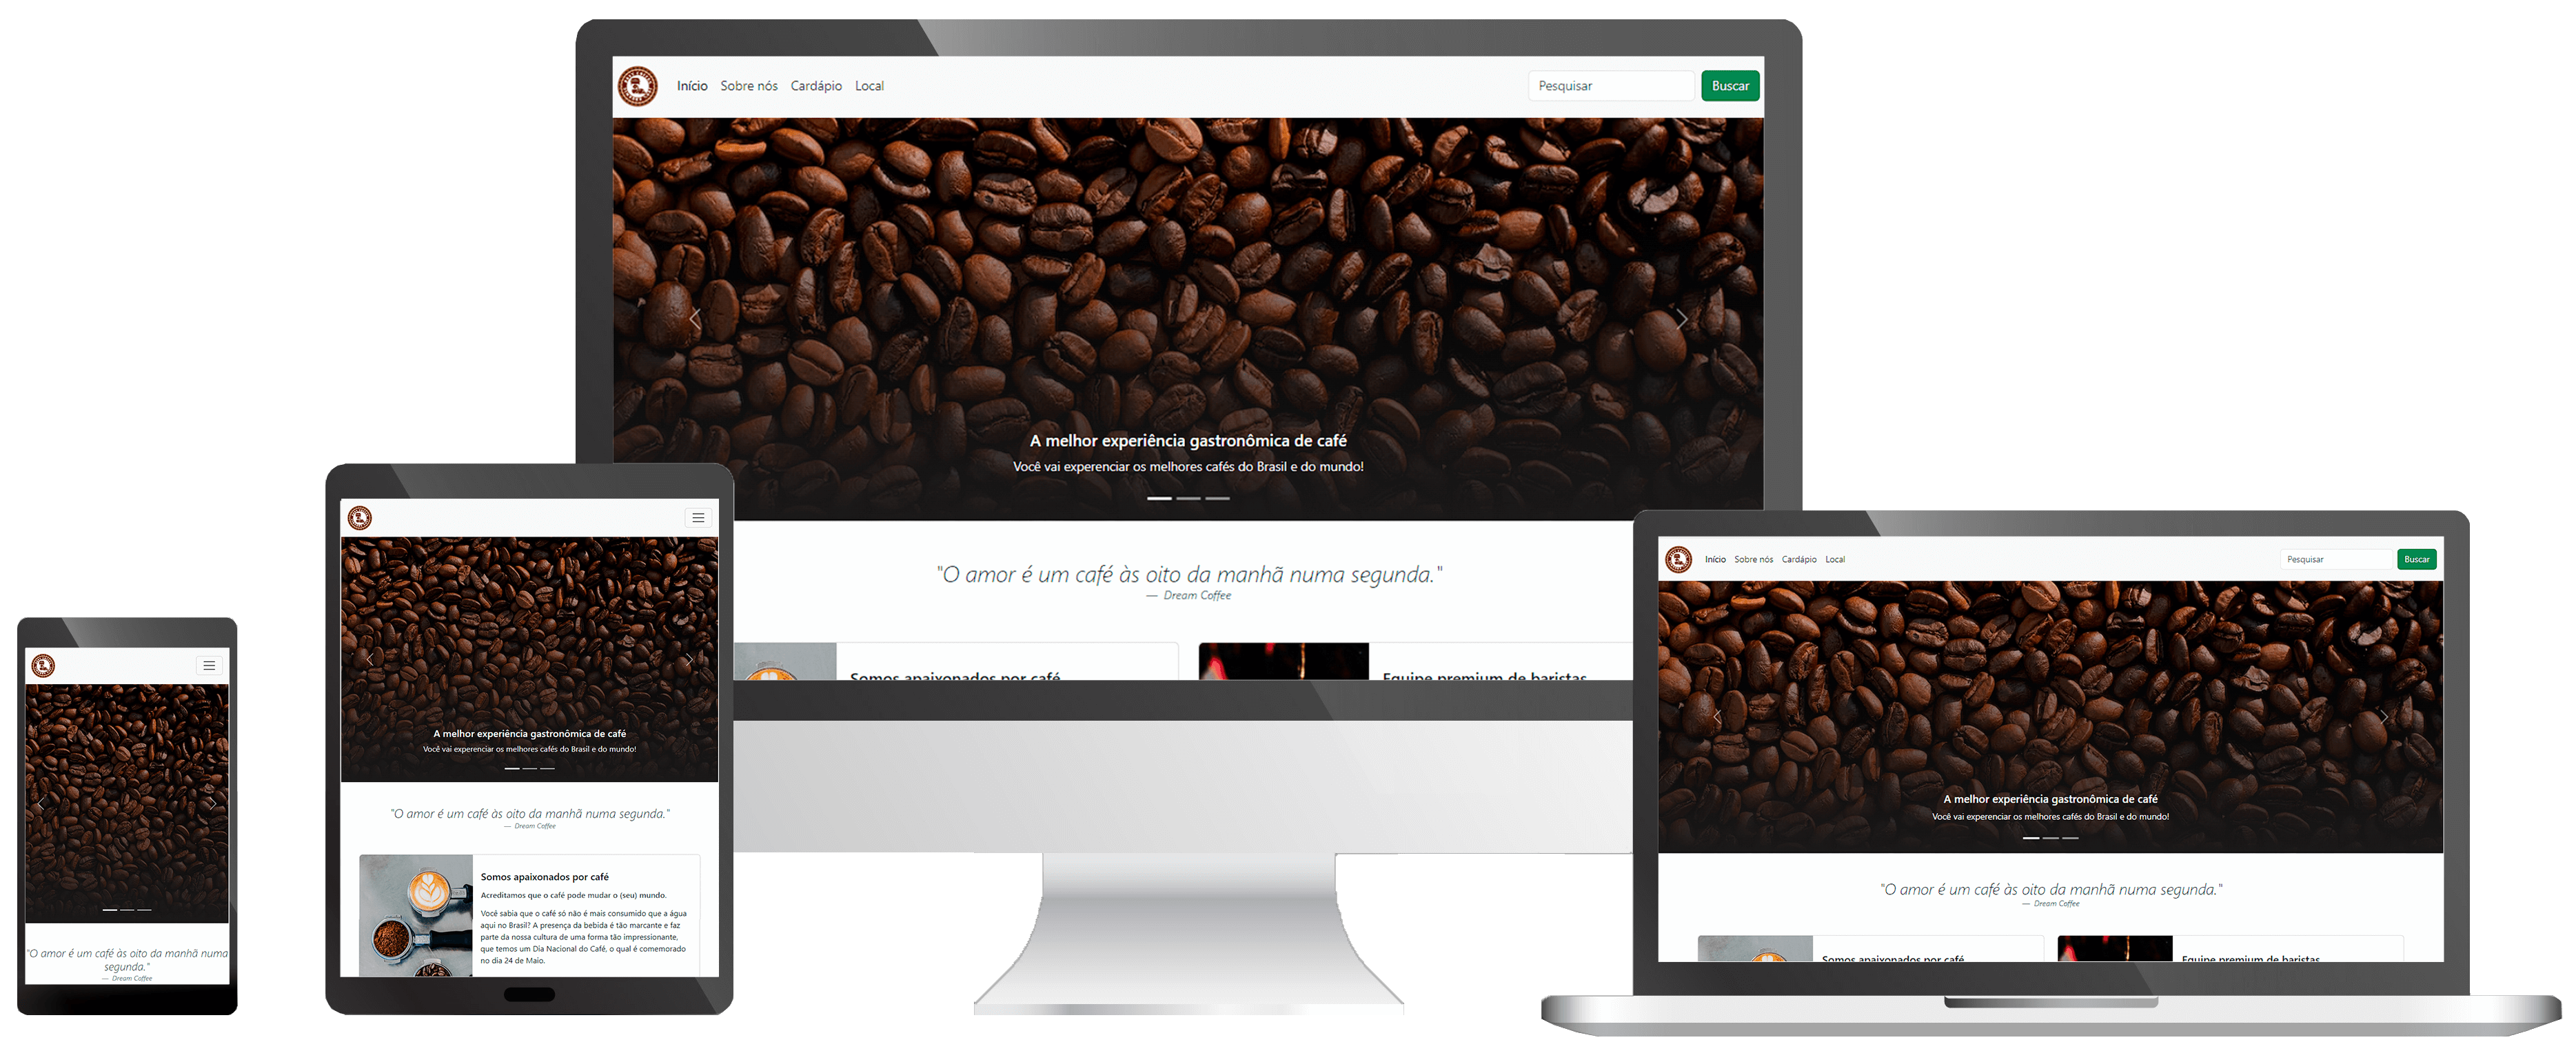 Início Sobre nós Cardápio Local Pesquisar Buscar
A melhor experiência gastronômica de café
Você vai experenciar os melhores cafés do Brasil e do mundo!
"O amor é um café às oito da manhã numa segunda."
— Dream Coffee
Somos apaixonados por café Equipe premium de baristas
"O amor é um café às oito da manhã numa
segunda."
— Dream Coffee
A melhor experiência gastronômica de café
Você vai experenciar os melhores cafés do Brasil e do mundo!
"O amor é um café às oito da manhã numa segunda."
— Dream Coffee
Somos apaixonados por café
Acreditamos que o café pode mudar o (seu) mundo.
Você sabia que o café só não é mais consumido que a água
aqui no Brasil? A presença da bebida é tão marcante e faz
parte da nossa cultura de uma forma tão impressionante,
que temos um Dia Nacional do Café, o qual é comemorado
no dia 24 de Maio.
Início Sobre nós Cardápio Local Pesquisar Buscar
A melhor experiência gastronômica de café
Você vai experenciar os melhores cafés do Brasil e do mundo!
"O amor é um café às oito da manhã numa segunda."
— Dream Coffee
Somos apaixonados por café Equipe premium de baristas